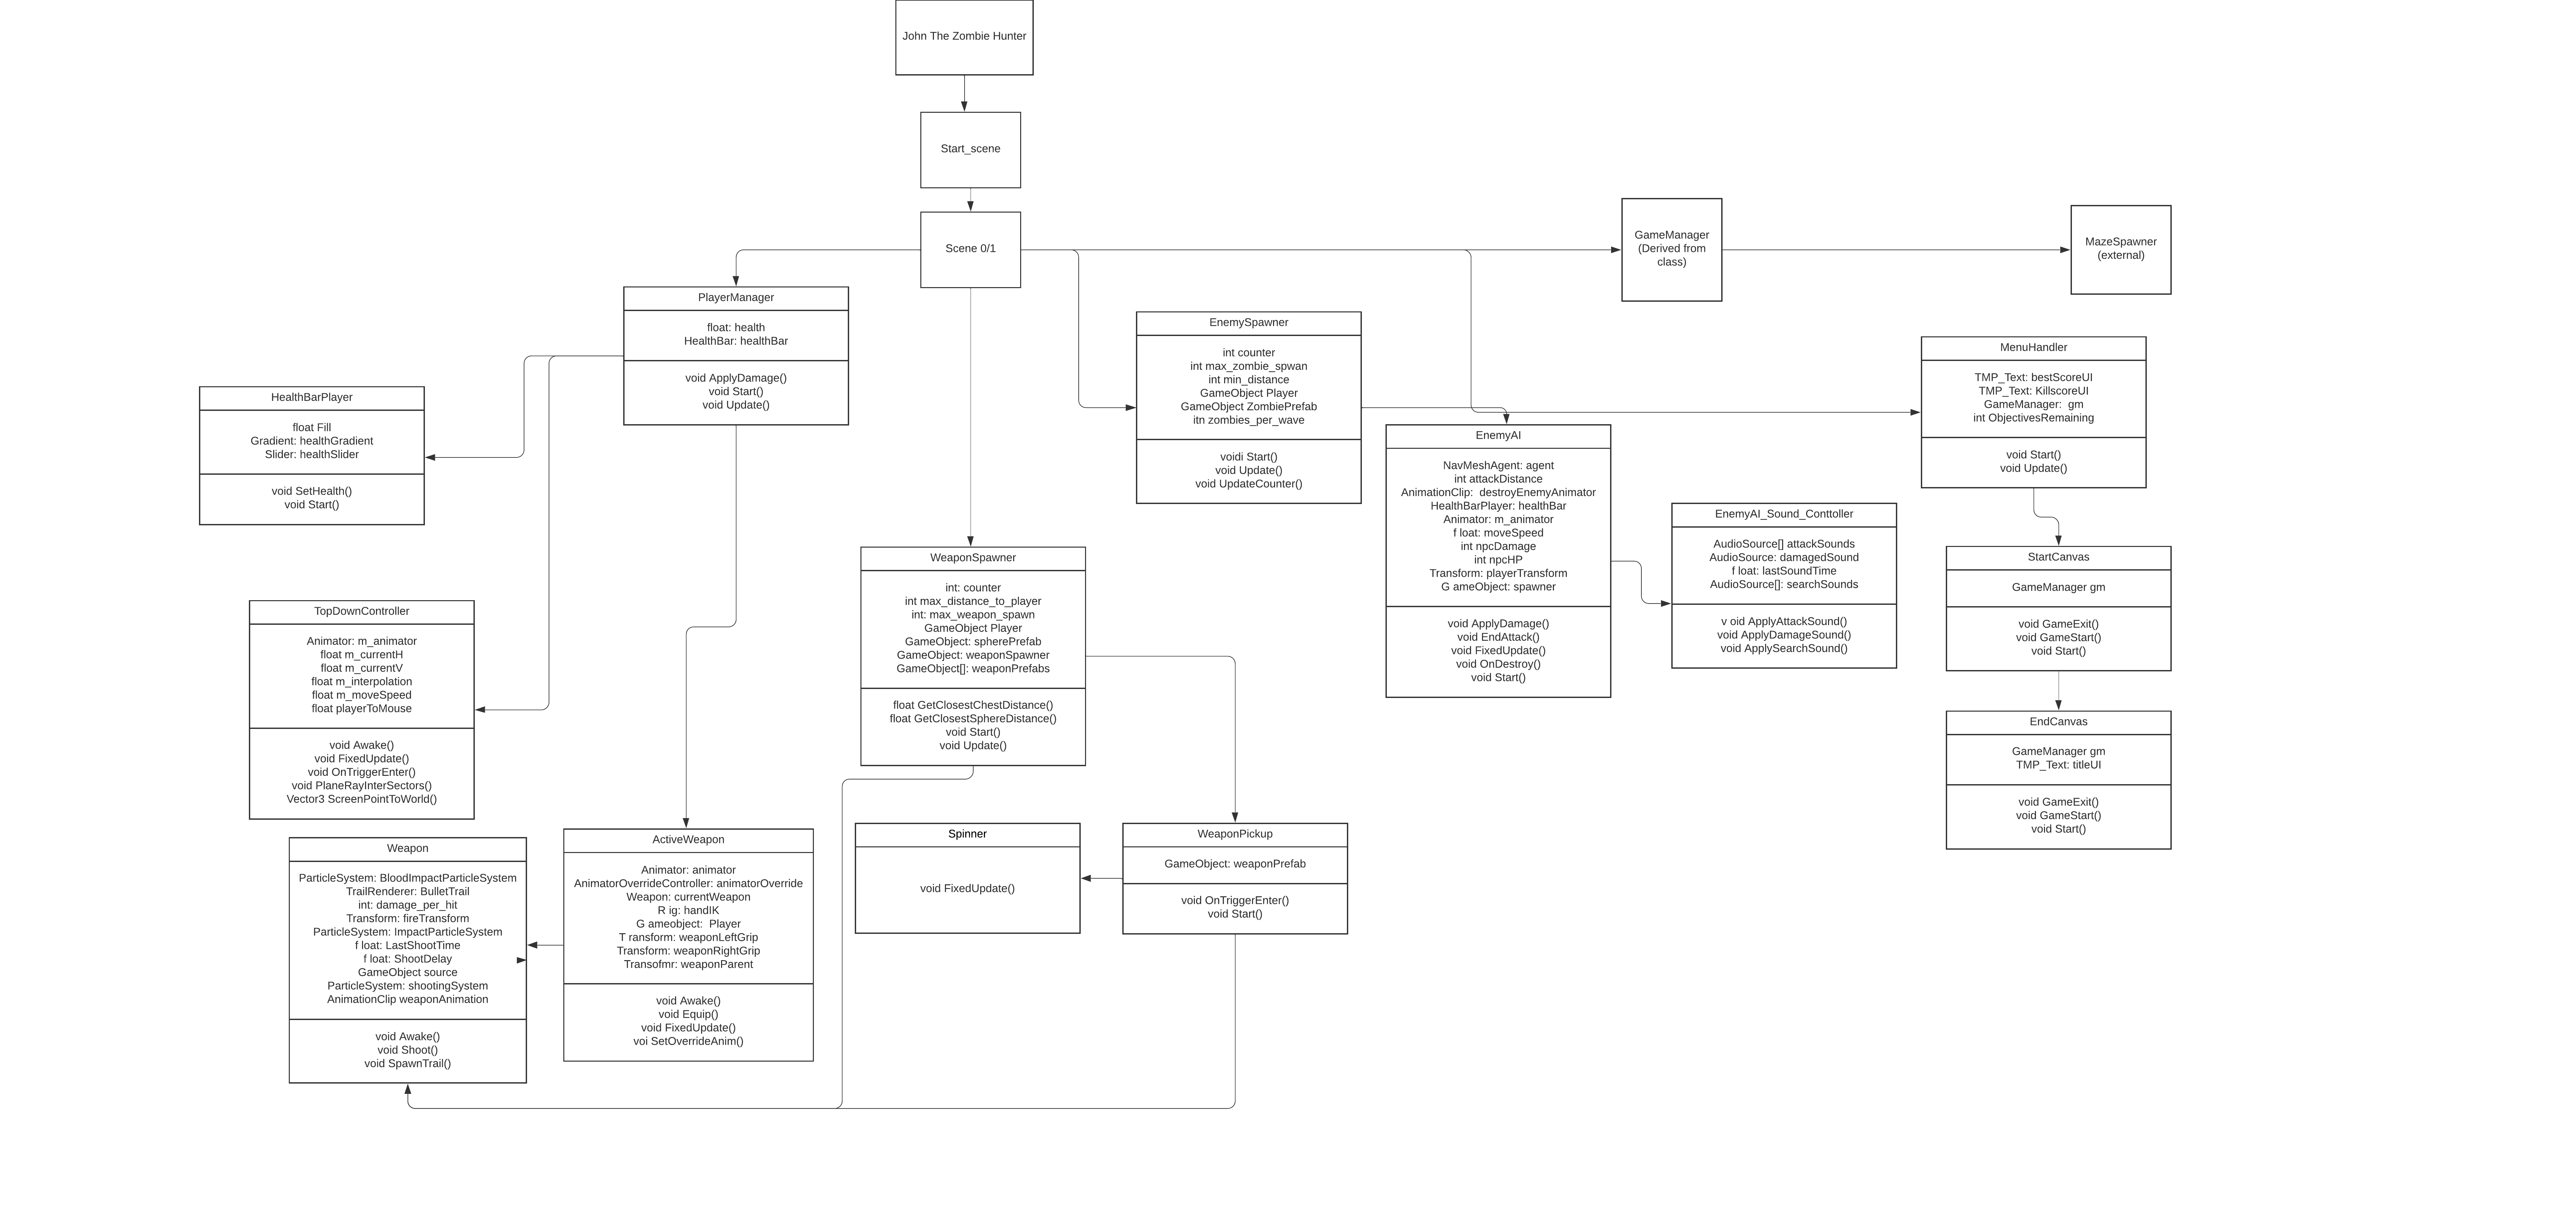 John The Zombie Hunter
Start_scene
Scene 0/1
GameManager
(Derived from
class)
MazeSpawner
(external)
PlayerManager
float: health
HealthBar: healthBar
void ApplyDamage()
void Start()
void Update()
EnemySpawner
int counter
int max_zombie_spwan
int min_distance
GameObject Player
GameObject ZombiePrefab
itn zombies_per_wave
voidi Start()
void Update()
void UpdateCounter()
MenuHandler
TMP_Text: bestScoreUI
TMP_Text: KillscoreUI
GameManager:  gm
int ObjectivesRemaining
void Start()
void Update()
HealthBarPlayer
float Fill
Gradient: healthGradient
Slider: healthSlider
void SetHealth()
void Start()
EnemyAI
NavMeshAgent: agent
int attackDistance
AnimationClip:  destroyEnemyAnimator
HealthBarPlayer: healthBar
Animator: m_animator
f loat: moveSpeed
int npcDamage
int npcHP
Transform: playerTransform
G ameObject: spawner
void ApplyDamage()
void EndAttack()
void FixedUpdate()
void OnDestroy()
void Start()
EnemyAI_Sound_Conttoller
AudioSource[] attackSounds
AudioSource: damagedSound
f loat: lastSoundTime
AudioSource[]: searchSounds
v oid ApplyAttackSound()
void ApplyDamageSound()
void ApplySearchSound()
WeaponSpawner
int: counter
int max_distance_to_player
int: max_weapon_spawn
GameObject Player
GameObject: spherePrefab
GameObject: weaponSpawner
GameObject[]: weaponPrefabs
float GetClosestChestDistance()
float GetClosestSphereDistance()
void Start()
void Update()
StartCanvas
GameManager gm
void GameExit()
void GameStart()
void Start()
TopDownController
Animator: m_animator
float m_currentH
float m_currentV
float m_interpolation
float m_moveSpeed
float playerToMouse
void Awake()
void FixedUpdate()
void OnTriggerEnter()
void PlaneRayInterSectors()
Vector3 ScreenPointToWorld()
EndCanvas
GameManager gm
TMP_Text: titleUI
void GameExit()
void GameStart()
void Start()
Weapon
ParticleSystem: BloodImpactParticleSystem
TrailRenderer: BulletTrail
int: damage_per_hit
Transform: fireTransform
ParticleSystem: ImpactParticleSystem
f loat: LastShootTime
f loat: ShootDelay
GameObject source
ParticleSystem: shootingSystem
AnimationClip weaponAnimation
void Awake()
void Shoot()
void SpawnTrail()
ActiveWeapon
Animator: animator
AnimatorOverrideController: animatorOverride
Weapon: currentWeapon
R ig: handIK
G ameobject:  Player
T ransform: weaponLeftGrip
Transform: weaponRightGrip
Transofmr: weaponParent
void Awake()
void Equip()
void FixedUpdate()
voi SetOverrideAnim()
Spinner
void FixedUpdate()
WeaponPickup
GameObject: weaponPrefab
void OnTriggerEnter()
void Start()